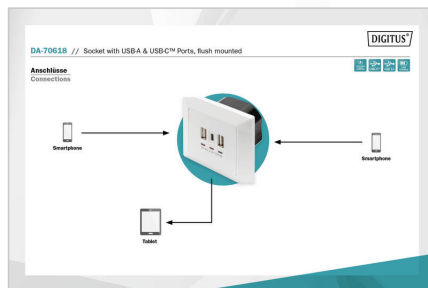 DIGITUS®
DA-70618 // Socket with USB-A & USB-C™ Ports, flush mounted
Anschlüsse
Connections
Smartphone
Smartphone
Tablet